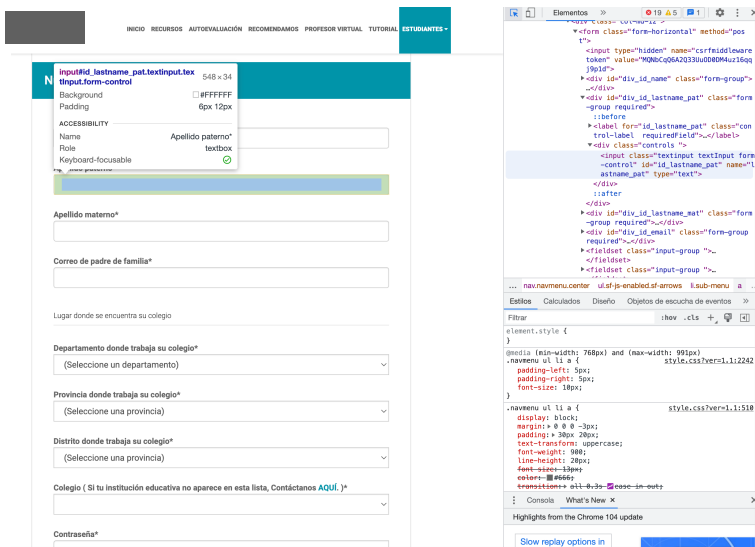 INICIO RECURSOS AUTOEVALUACIÓN RECOMENDAMOS PROFESOR VIRTUAL TUTORIAL ESTUDIANTES
N
input#id_lastname_pat.textinput.tex
tInput.form-control
548 × 34
Background #FFFFFF
Padding 6px 12px
ACCESSIBILITY
Name Apellido paterno*
Role textbox
Keyboard-focusable
Apellido materno*
Correo de padre de familia*
Lugar donde se encuentra su colegio
Departamento donde trabaja su colegio*
(Seleccione un departamento)
Provincia donde trabaja su colegio*
(Seleccione una provincia)
Distrito donde trabaja su colegio*
(Seleccione una provincia)
Colegio ( Si tu institución educativa no aparece en esta lista, Contáctanos AQUÍ. )*
Contraseña*
Elementos » 19 5 1
<form class="form-horizontal" method="pos
t">
<input type="hidden" name="csrfmiddleware
token" value="MQNbCqQ6A2Q33UuOD0DM4uz16qq
j9p1d">
<div id="div_id_name" class="form-group">
…</div>
<div id="div_id_lastname_pat" class="form
-group required">
::before
<label for="id_lastname_pat" class="con
trol-label requiredField">…</label>
<div class="controls ">
<input class="textinput textInput form
-control" id="id_lastname_pat" name="l
astname_pat" type="text">
</div>
::after
</div>
<div id="div_id_lastname_mat" class="form
-group required">…</div>
<div id="div_id_email" class="form-group
required">…</div>
<fieldset class="input-group ">…
</fieldset>
<fieldset class="input-group ">…
... nav.navmenu.center ul.sf-js-enabled.sf-arrows li.sub-menu a ...
Estilos Calculados Diseño Objetos de escucha de eventos »
Filtrar :hov .cls +
element.style {
}
@media (min-width: 768px) and (max-width: 991px)
.navmenu ul li a { style.css?ver=1.1:2242
padding-left: 5px;
padding-right: 5px;
font-size: 10px;
}
.navmenu ul li a { style.css?ver=1.1:510
display: block;
margin: 0 0 0 -3px;
padding: 30px 20px;
text-transform: uppercase;
font-weight: 900;
line-height: 20px;
font-size: 13px;
color: #666;
transition: all 0.3s ease-in-out;
Consola What's New ×
Highlights from the Chrome 104 update
Slow replay options in